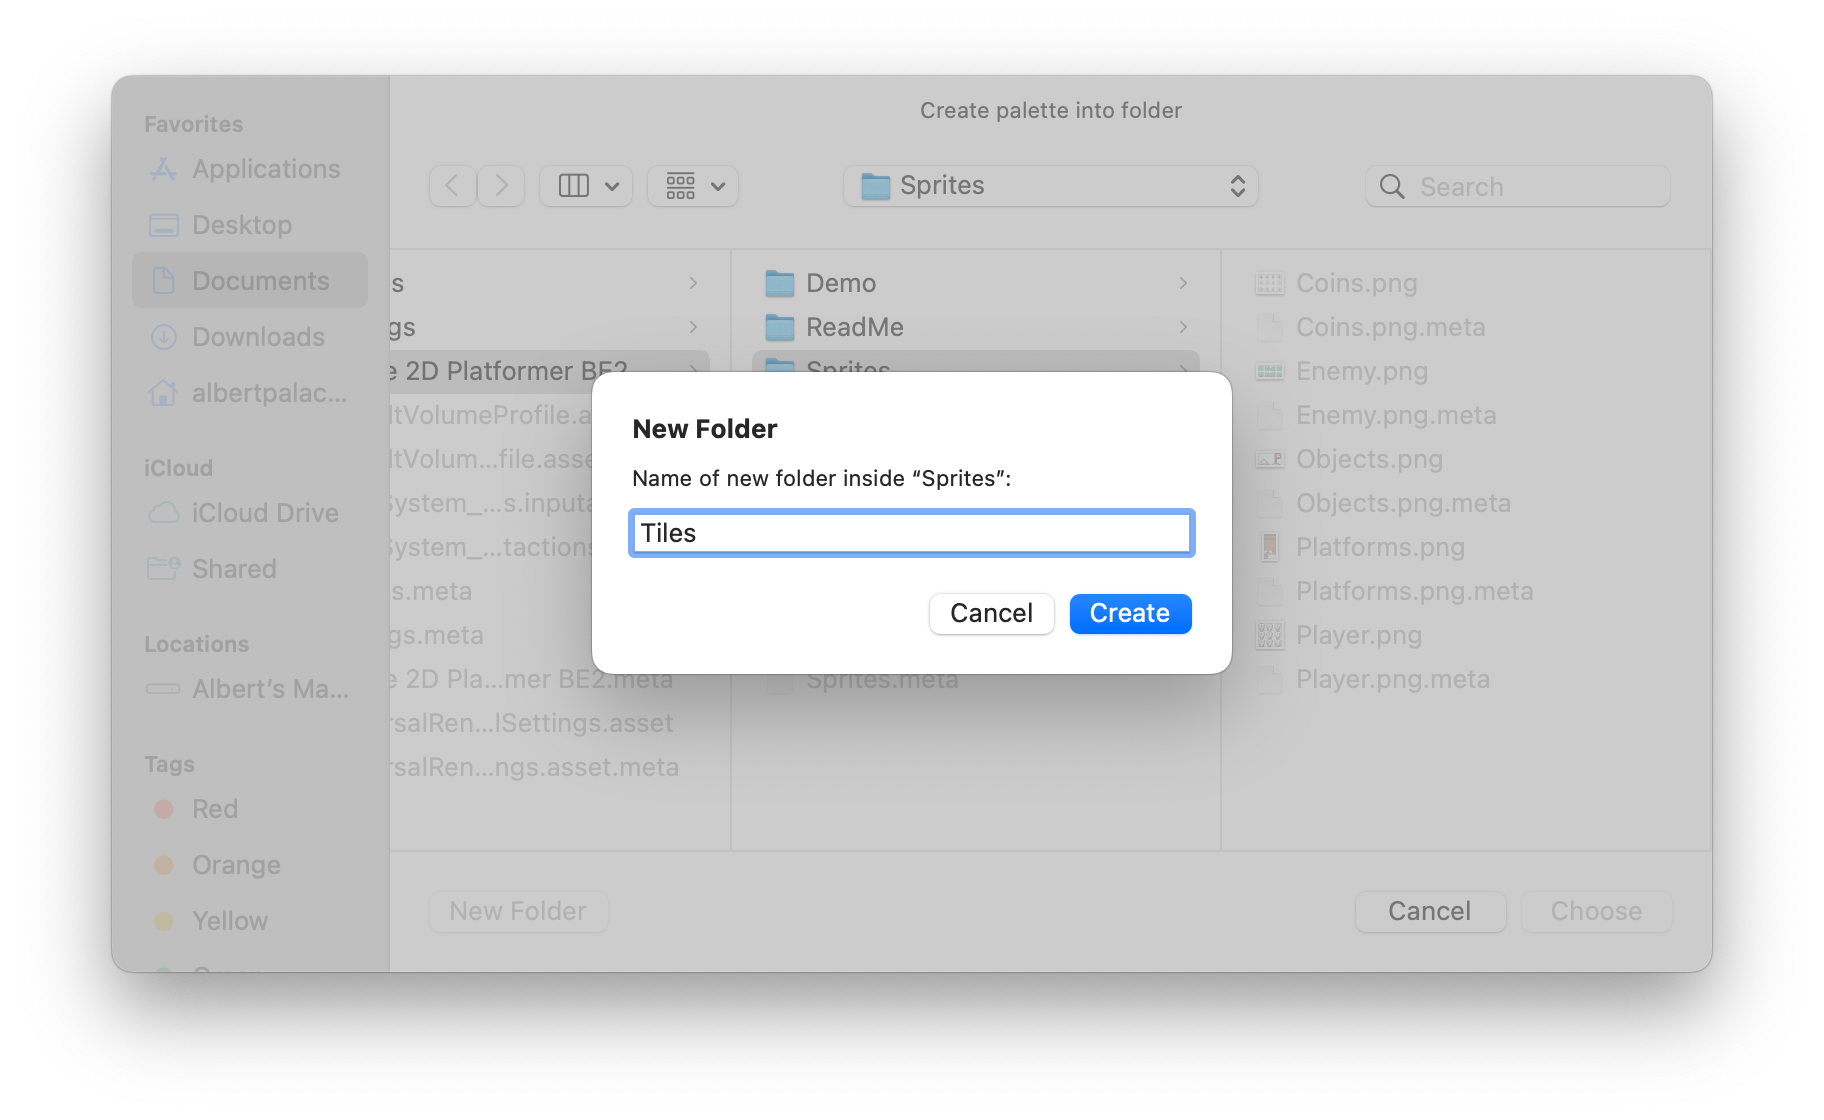 Create palette into folder
Favorites
Applications
Desktop
Documents
Downloads
albertpalac...
iCloud
iCloud Drive
Shared
Locations
Albert’s Ma...
Tags
Red
Orange
Yellow
Sprites
Search
s
gs
e 2D Platformer BE2
ltVolumeProfile.a
ltVolum...file.asse
System_...s.inputa
System_...tactions
s.meta
gs.meta
e 2D Pla...mer BE2.meta
rsalRen...lSettings.asset
rsalRen...ngs.asset.meta
Demo
ReadMe
Sprites
Sprites.meta
Coins.png
Coins.png.meta
Enemy.png
Enemy.png.meta
Objects.png
Objects.png.meta
Platforms.png
Platforms.png.meta
Player.png
Player.png.meta
New Folder
Name of new folder inside “Sprites”:
Tiles
Cancel Create
New Folder
Cancel Choose